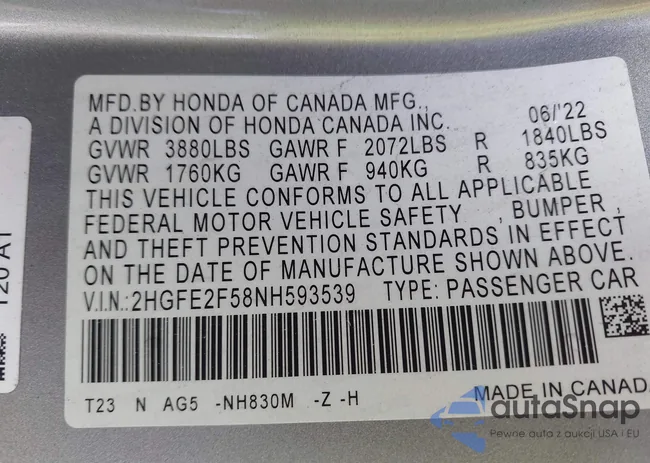 MFD.BY HONDA OF CANADA MFG.,
A DIVISION OF HONDA CANADA INC. 06/'22
GVWR 3880LBS GAWR F 2072LBS R 1840LBS
GVWR 1760KG GAWR F 940KG R 835KG
THIS VEHICLE CONFORMS TO ALL APPLICABLE
FEDERAL MOTOR VEHICLE SAFETY , BUMPER ,
AND THEFT PREVENTION STANDARDS IN EFFECT
ON THE DATE OF MANUFACTURE SHOWN ABOVE.
V.I.N.:2HGFE2F58NH593539 TYPE: PASSENGER CAR
T23 N AG5 -NH830M -Z -H MADE IN CANADA
120 A1
autoSnap
Pewne auta z aukcji USA i EU